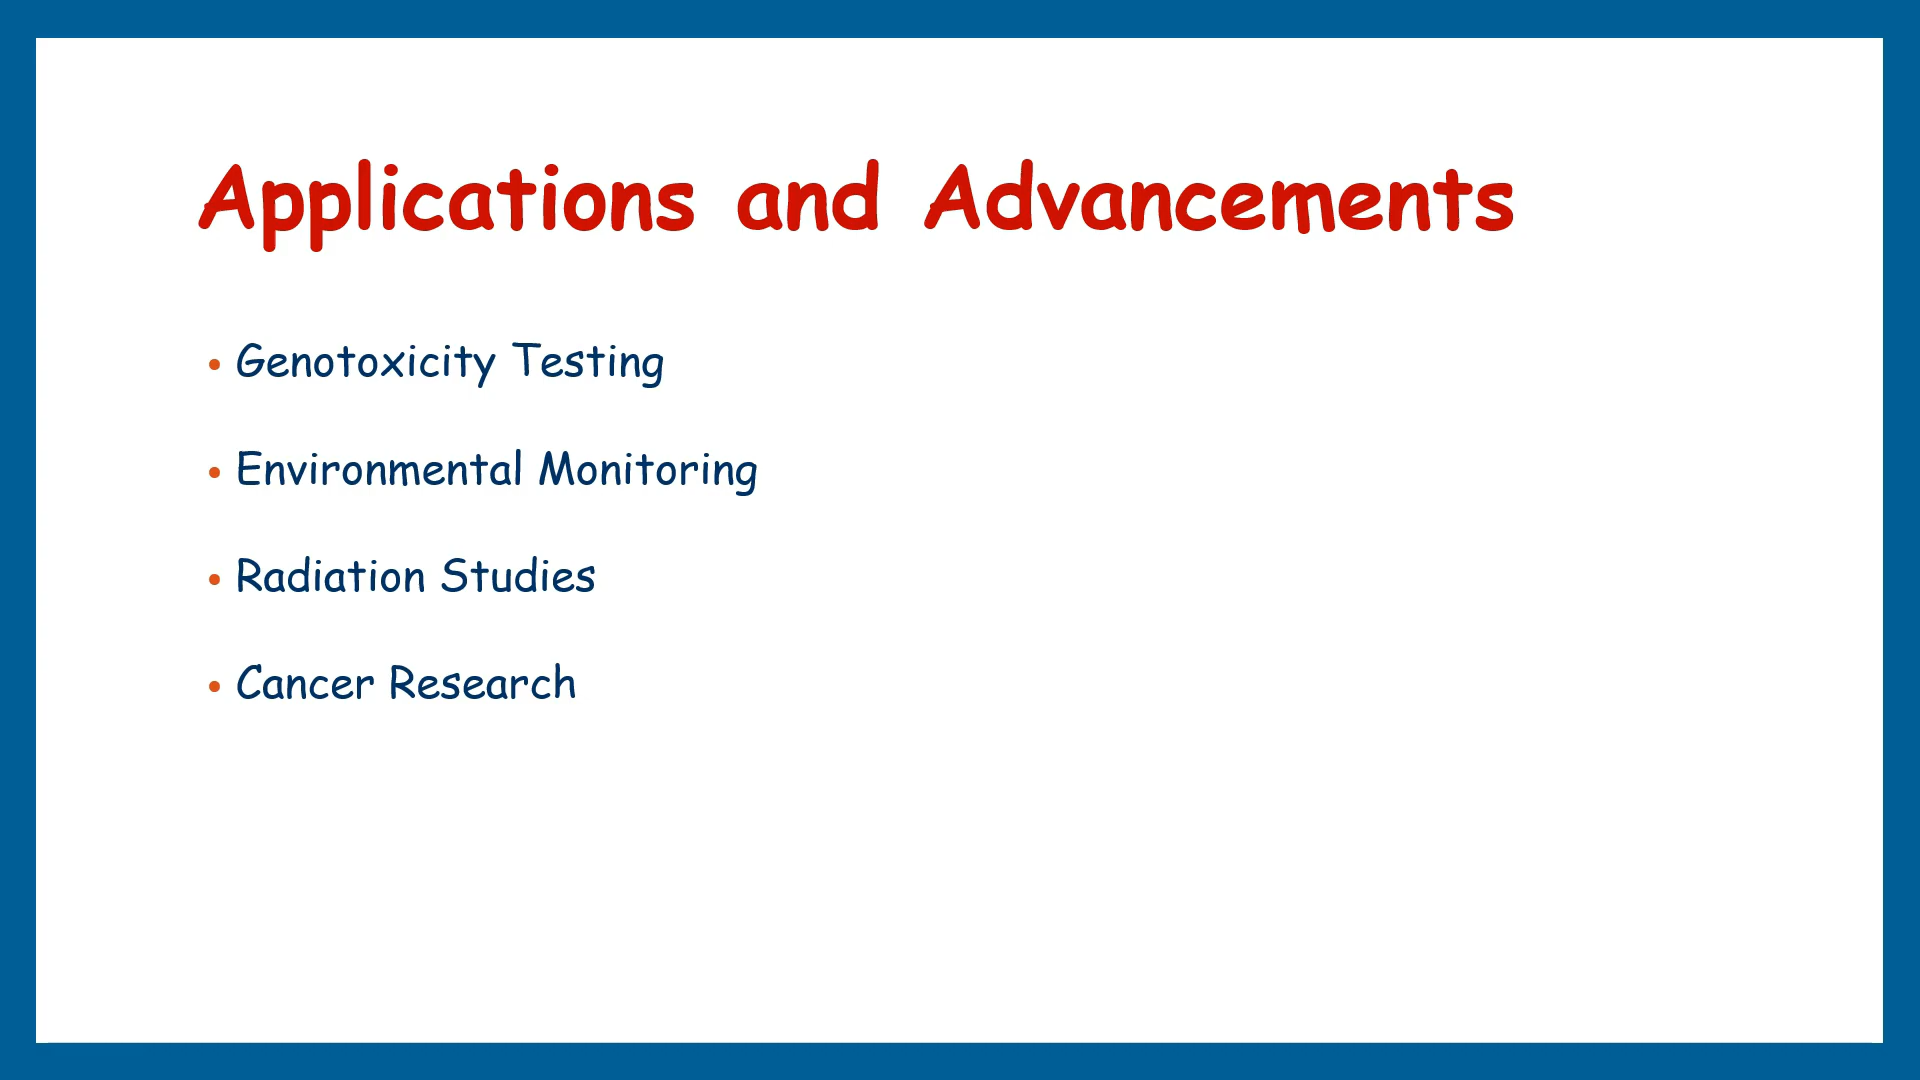 Applications and Advancements
• Genotoxicity Testing
• Environmental Monitoring
• Radiation Studies
• Cancer Research